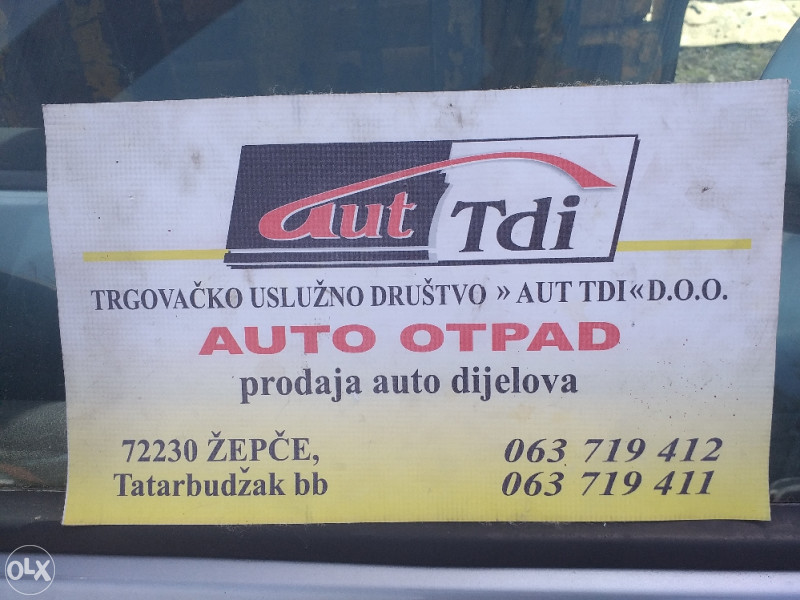 aut Tdi
TRGOVAČKO USLUŽNO DRUŠTVO » AUT TDI « D.O.O.
AUTO OTPAD
prodaja auto dijelova
72230 ŽEPČE, 063 719 412
Tatarbudžak bb 063 719 411
OLX